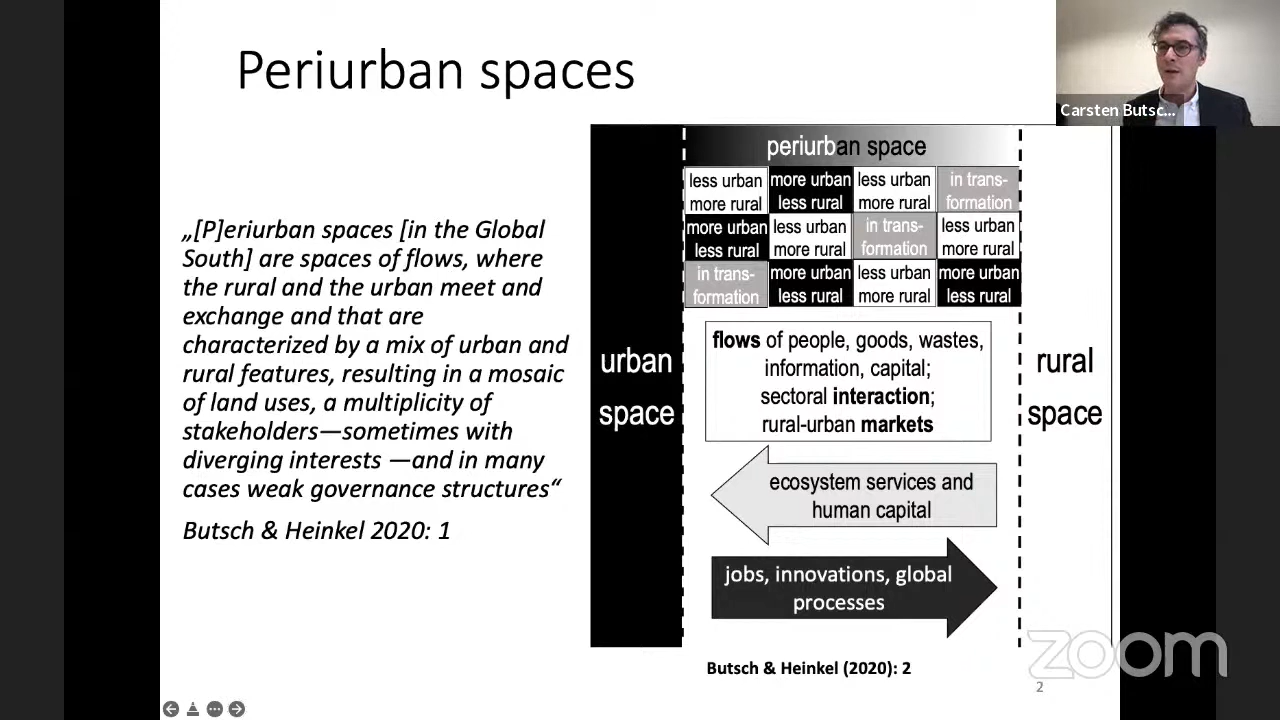 Periurban spaces
Carsten Butsc...
„[P]eriurban spaces [in the Global
South] are spaces of flows, where
the rural and the urban meet and
exchange and that are
characterized by a mix of urban and
rural features, resulting in a mosaic
of land uses, a multiplicity of
stakeholders—sometimes with
diverging interests —and in many
cases weak governance structures“
Butsch & Heinkel 2020: 1
periurban space
less urban
more rural
more urban
less rural
less urban
more rural
in trans-
formation
more urban
less rural
less urban
more rural
in trans-
formation
less urban
more rural
in trans-
formation
more urban
less rural
less urban
more rural
more urban
less rural
urban
space
flows of people, goods, wastes,
information, capital;
sectoral interaction;
rural-urban markets
rural
space
ecosystem services and
human capital
jobs, innovations, global
processes
Butsch & Heinkel (2020): 2
zoom
2